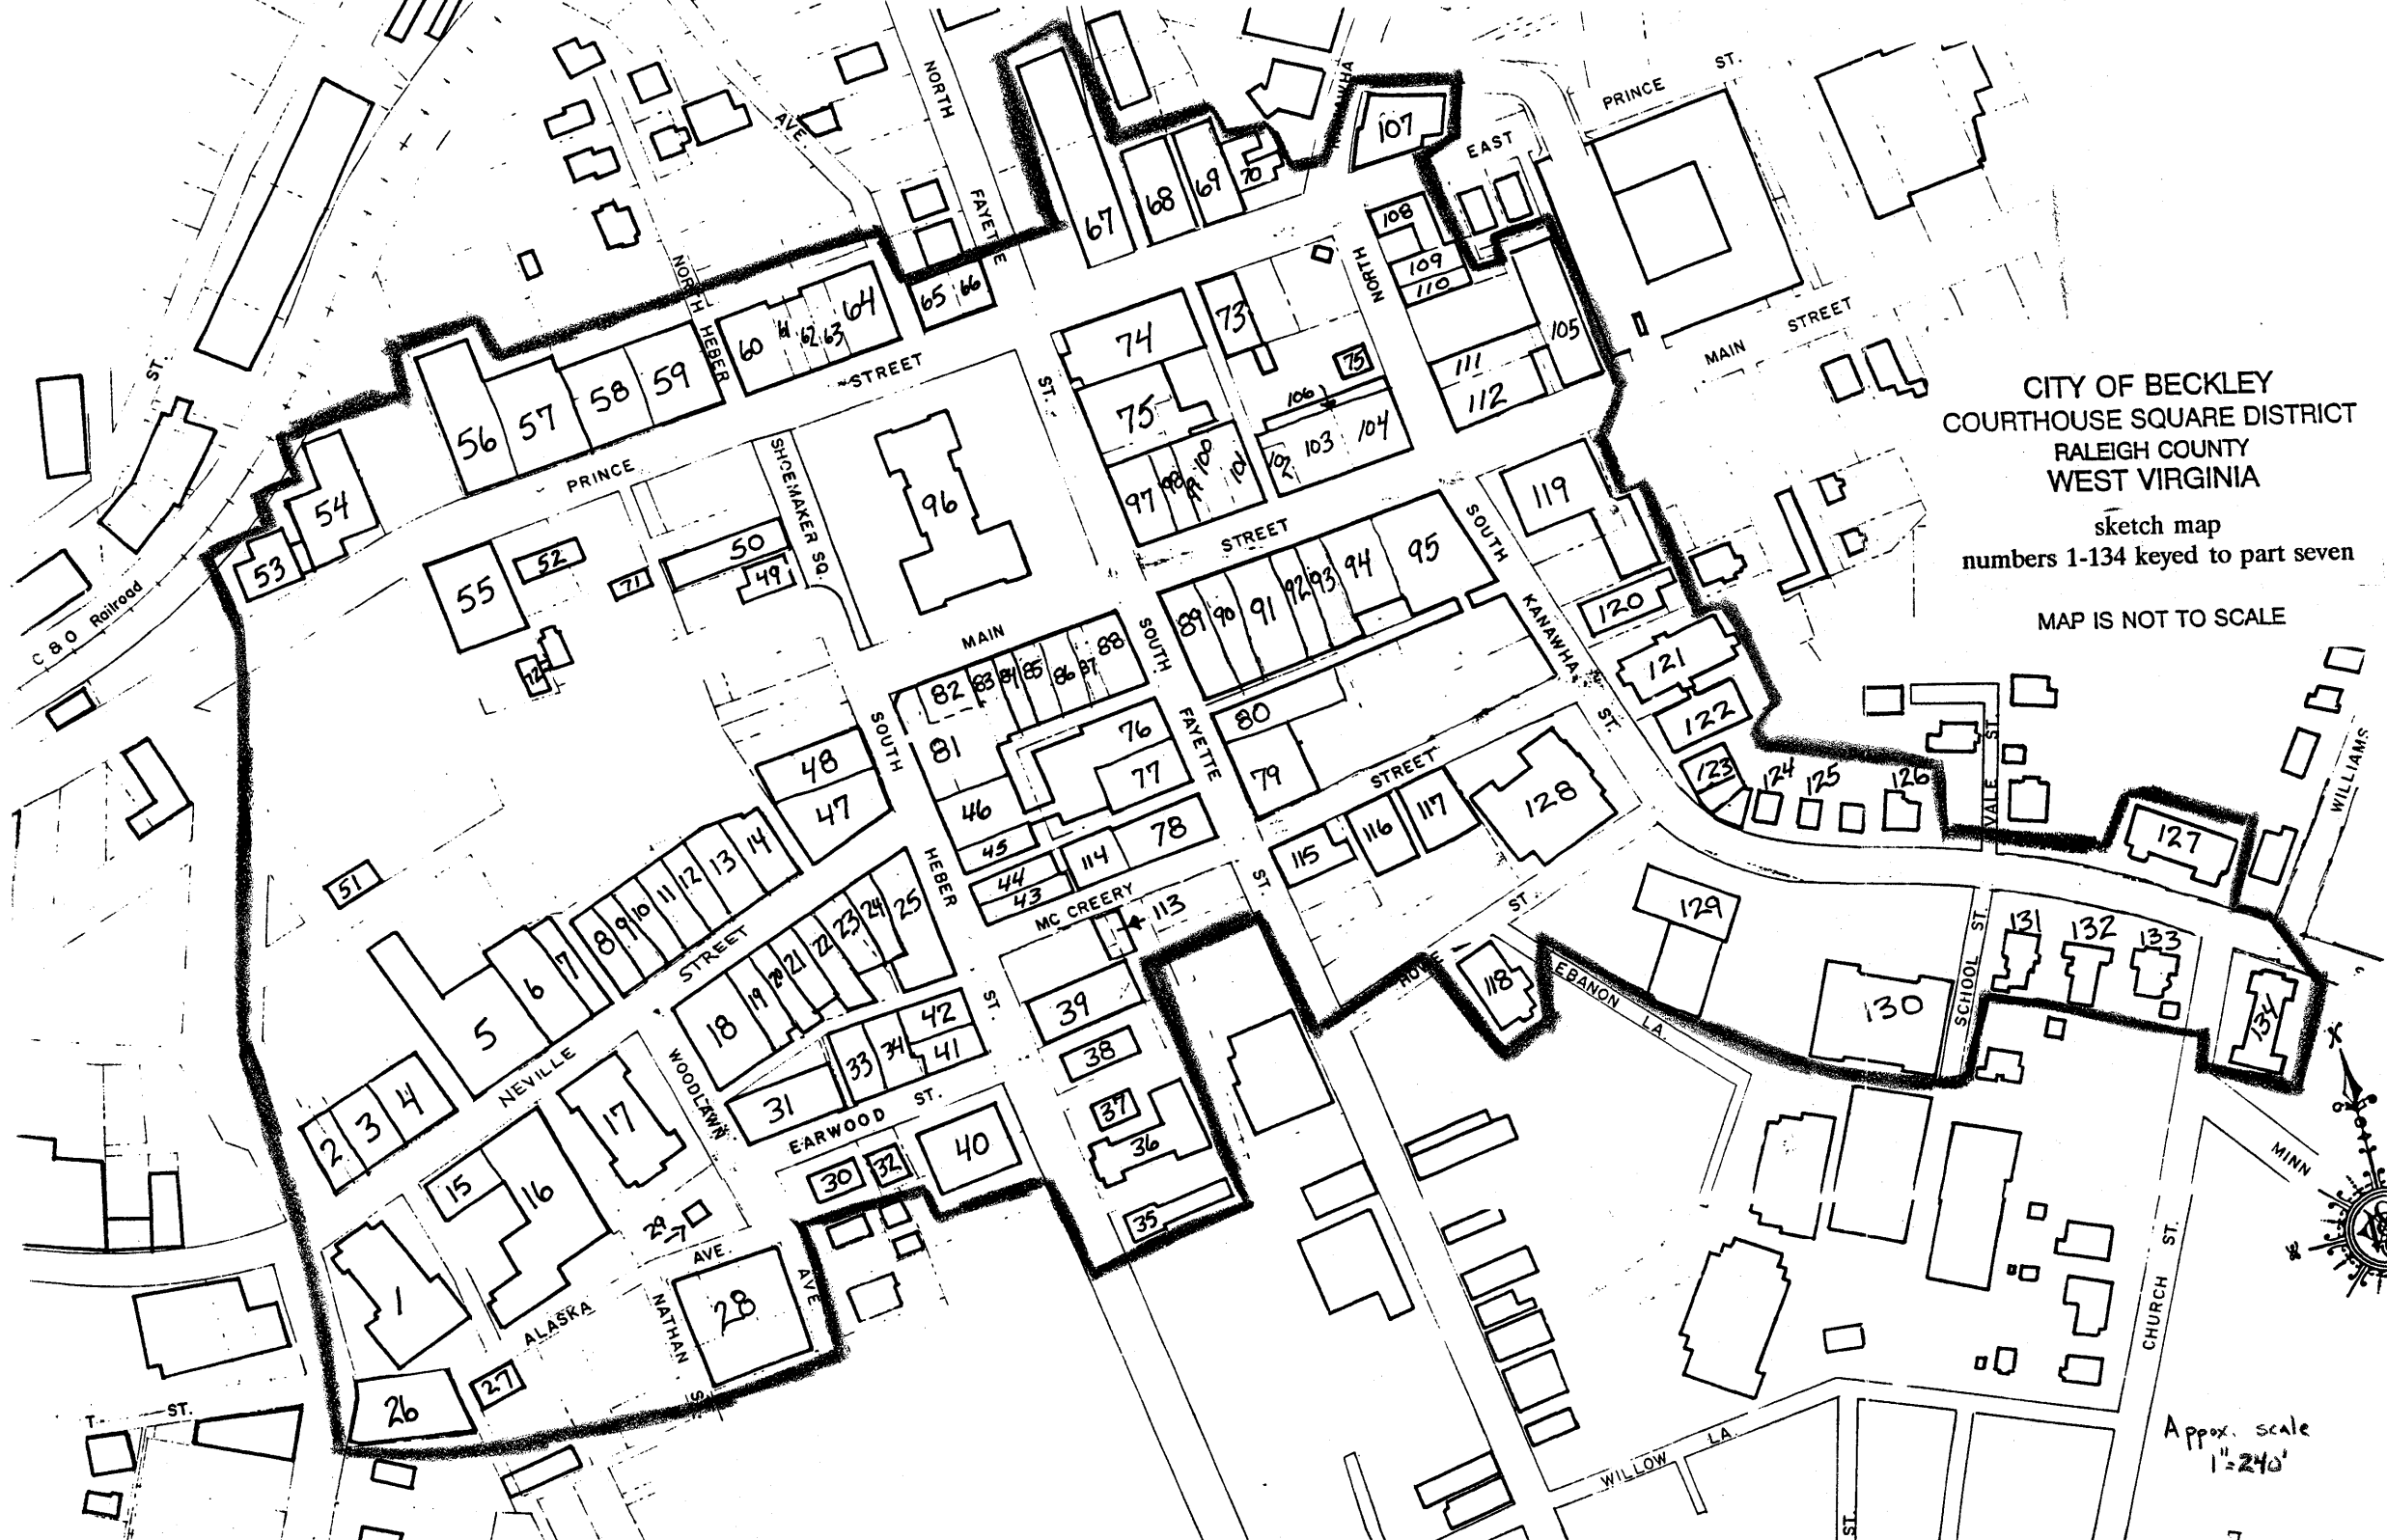 CITY OF BECKLEY
COURTHOUSE SQUARE DISTRICT
RALEIGH COUNTY
WEST VIRGINIA
sketch map
numbers 1-134 keyed to part seven
MAP IS NOT TO SCALE
PRINCE ST.
EAST
NORTH
FAYETTE
AVE.
NORTH HEBER
STREET
PRINCE
ST.
C & O Railroad
SHOEMAKER SQ.
ST.
NORTH
MAIN
STREET
MAIN
STREET
SOUTH
FAYETTE
ST.
SOUTH
KANAWHA
ST.
SOUTH
HEBER
ST.
STREET
MC CREERY
NEVILLE
STREET
WOODLAWN
AVE.
EARWOOD ST.
ALASKA
AVE.
NATHAN
ST.
HOWE
ST.
EBANON
LA.
SCHOOL ST.
VALE ST.
WILLIAMS
MINN
CHURCH ST.
WILLOW LA.
ST.
T. ST.
Appox. scale
1"=240'
107
67
68
69
70
108
109
110
105
111
112
65
66
64
63
62
61
60
59
58
57
56
54
53
55
52
71
50
49
72
96
74
73
75
75
106
97
98
99
100
101
102
103
104
119
120
121
122
123
124
125
126
127
89
90
91
92
93
94
95
82
83
84
85
86
87
88
81
76
77
80
79
48
47
46
45
44
43
114
78
113
115
116
117
128
129
118
130
131
132
133
134
51
14
13
12
11
10
9
8
7
6
5
4
3
2
25
24
23
22
21
20
19
18
17
16
15
1
42
41
34
33
31
30
32
40
39
38
37
36
35
29
28
27
26